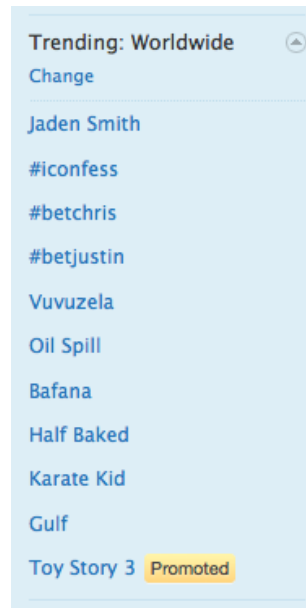 Trending: Worldwide
Change
Jaden Smith
#iconfess
#betchris
#betjustin
Vuvuzela
Oil Spill
Bafana
Half Baked
Karate Kid
Gulf
Toy Story 3 Promoted